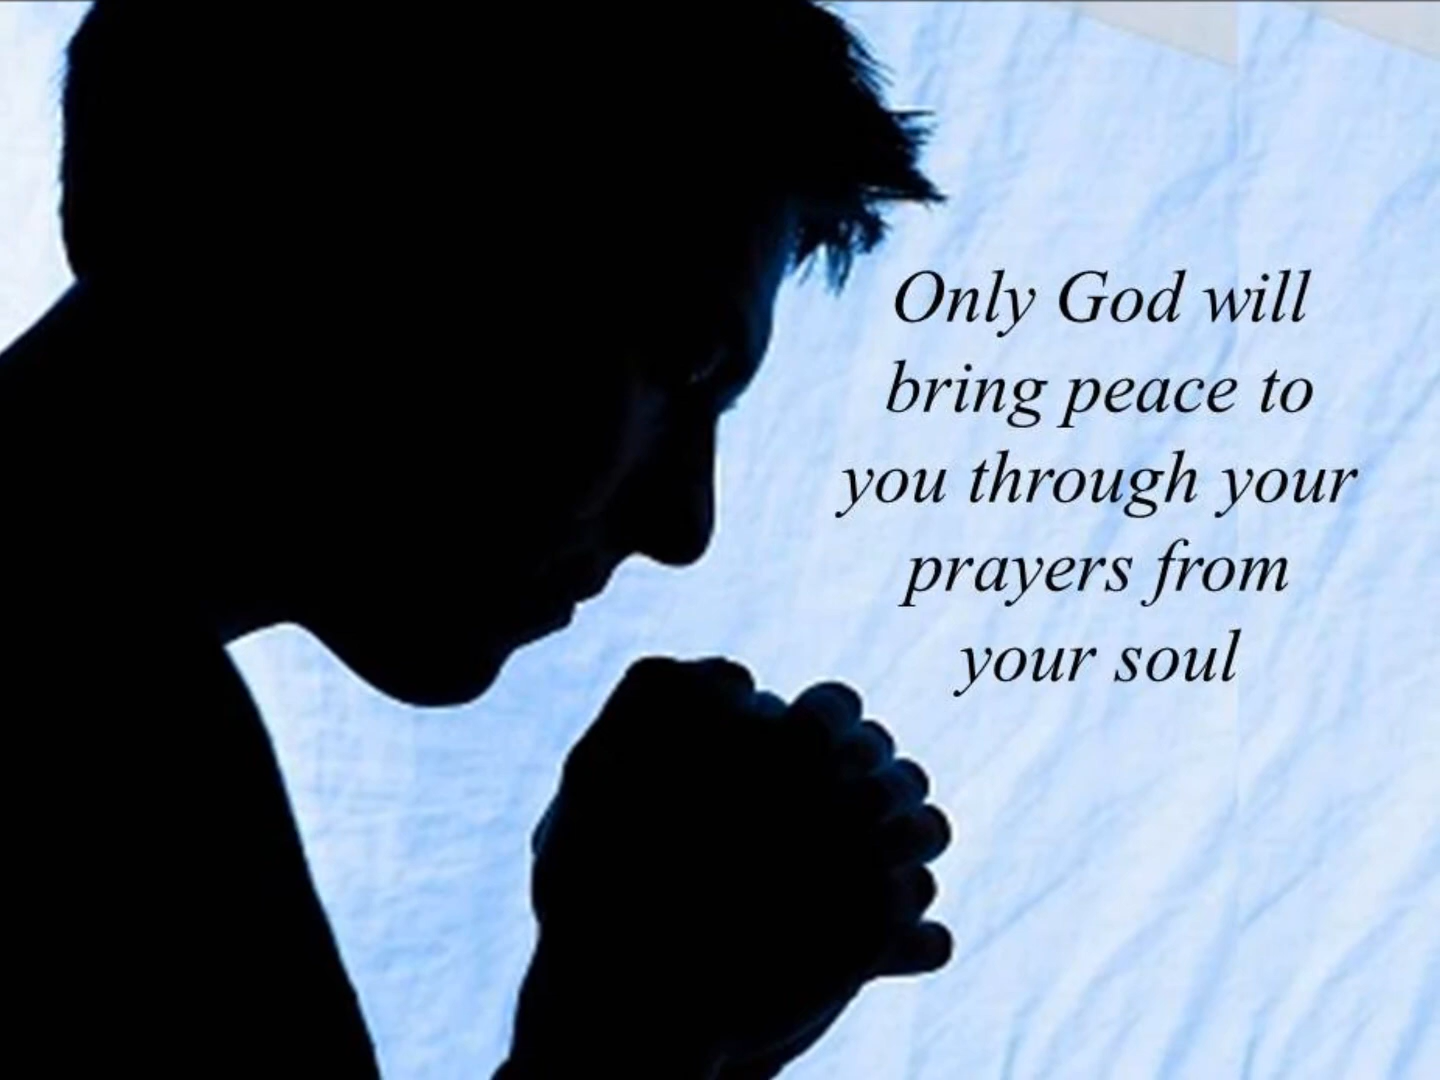 Only God will
bring peace to
you through your
prayers from
your soul